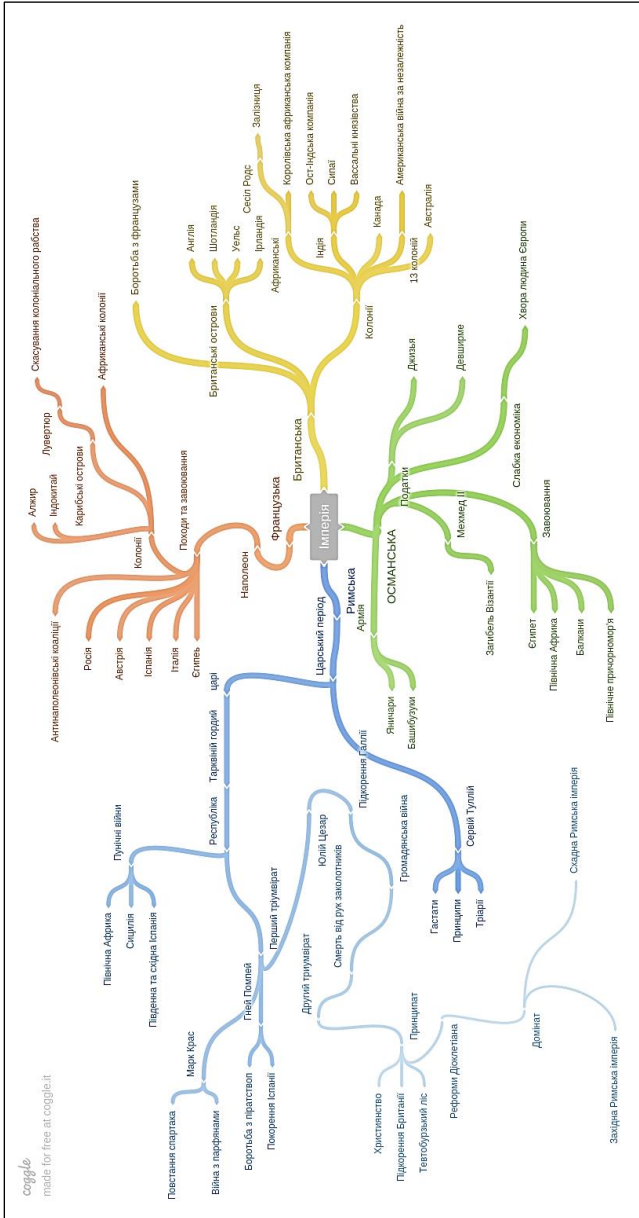 coggle
made for free at coggle.it
Імперія
Британська
Боротьба з французами
Британські острови
Англія
Шотландія
Уельс
Ірландія
Колонії
Африканські
Сесіл Родс
Залізниця
Королівська африканська компанія
Індія
Ост-Індська компанія
Сипаї
Вассальні князівства
Канада
13 колоній
Американська війна за незалежність
Австралія
Французька
Наполеон
Походи та завоювання
Колонії
Африканські колонії
Карибські острови
Лувертюр
Скасування колоніального рабства
Індокитай
Алжир
Антинаполеонівські коаліції
Росія
Австрія
Іспанія
Італія
Єгипеь
ОСМАНСЬКА
Податки
Джизья
Девширме
Слабка економіка
Хвора людина Європи
Мехмед II
Загибель Візантії
Завоювання
Єгипет
Північна Африка
Балкани
Північне причорномор'я
Армія
Яничари
Башибузуки
Римська
Царський період
царі
Тарквіній гордий
Республіка
Пунічні війни
Північна Африка
Сицилія
Південна та східна Іспанія
Перший тріумвірат
Гней Помпей
Боротьба з піратствоп
Покорення Іспанії
Марк Крас
Повстання спартака
Війна з парфянами
Юлій Цезар
Підкорення Галлії
Громадянська війна
Смерть від рук заколотників
Другий триумвірат
Принципат
Християнство
Підкорення Британії
Тевтобурзький ліс
Реформи Діоклетіана
Домінат
Східна Римська імперія
Західна Римська імперія
Сервій Туллій
Гастати
Принципи
Тріарії